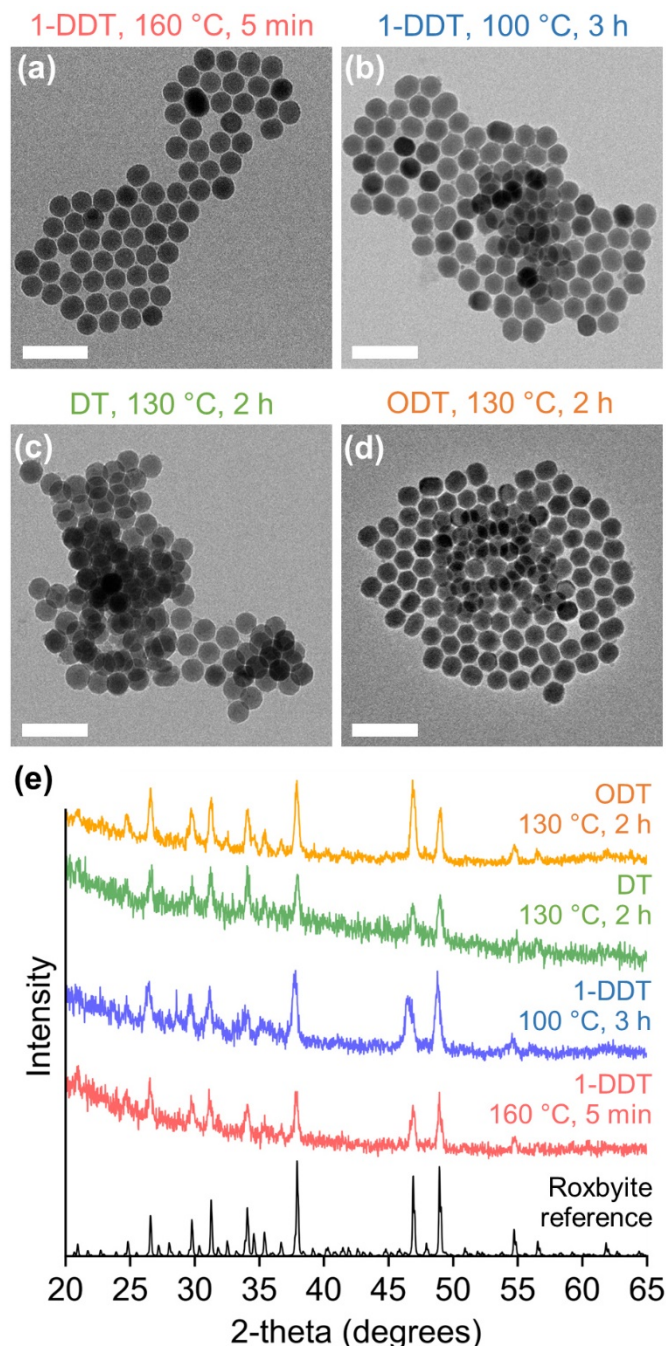 1-DDT, 160 °C, 5 min
1-DDT, 100 °C, 3 h
(a)
(b)
DT, 130 °C, 2 h
ODT, 130 °C, 2 h
(c)
(d)
(e)
ODT
130 °C, 2 h
DT
130 °C, 2 h
1-DDT
100 °C, 3 h
1-DDT
160 °C, 5 min
Roxbyite
reference
Intensity
20 25 30 35 40 45 50 55 60 65
2-theta (degrees)